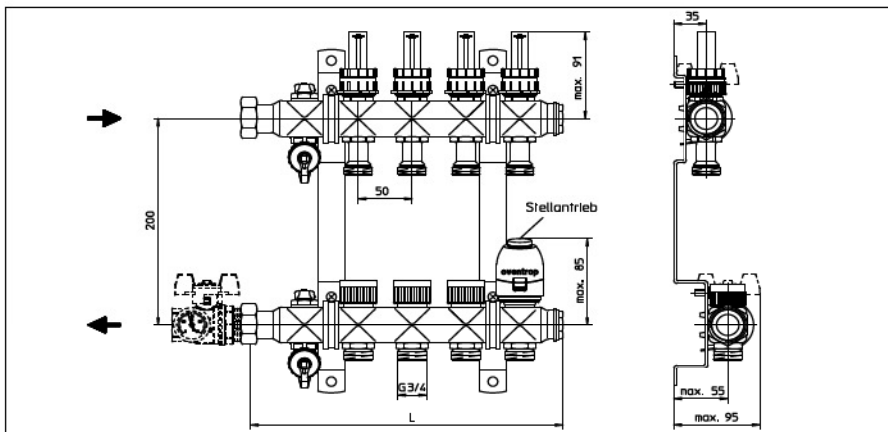 35
max. 91
50
200
Stellantrieb
oventrop
max. 85
G3/4
max. 55
L
max. 95